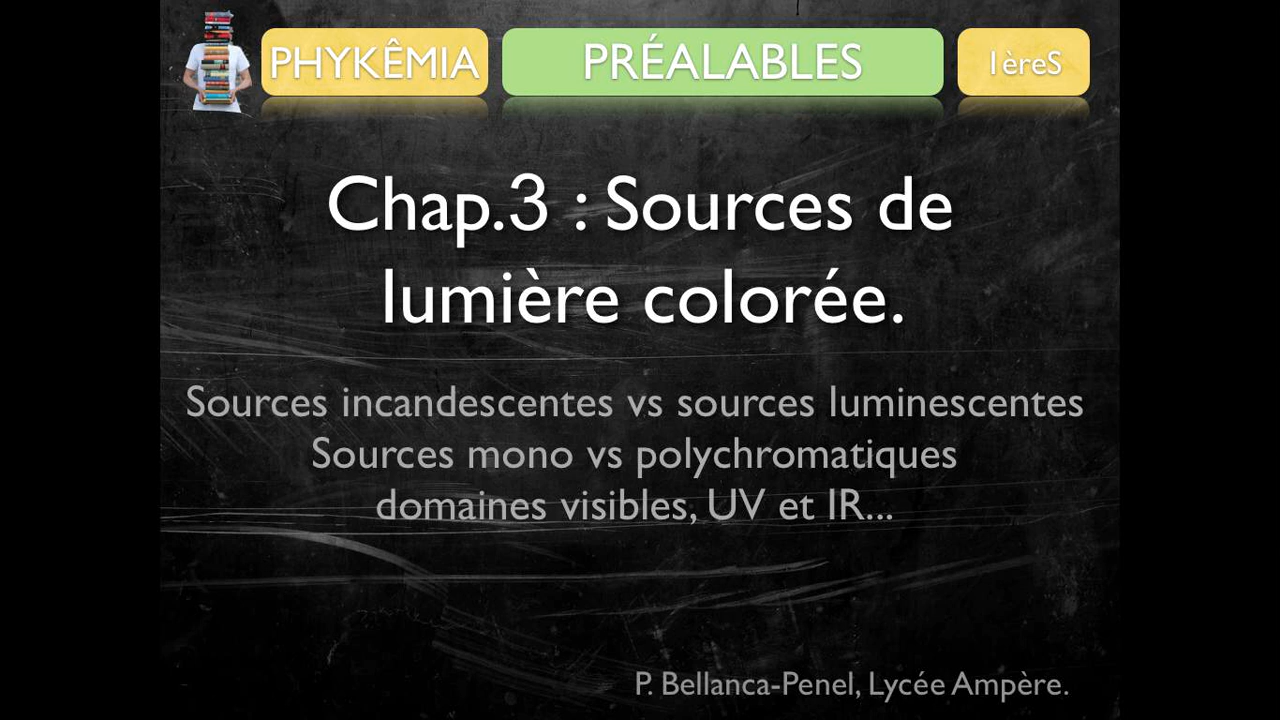 PHYKÊMIA PRÉALABLES 1èreS
Chap.3 : Sources de
lumière colorée.
Sources incandescentes vs sources luminescentes
Sources mono vs polychromatiques
domaines visibles, UV et IR...
P. Bellanca-Penel, Lycée Ampère.